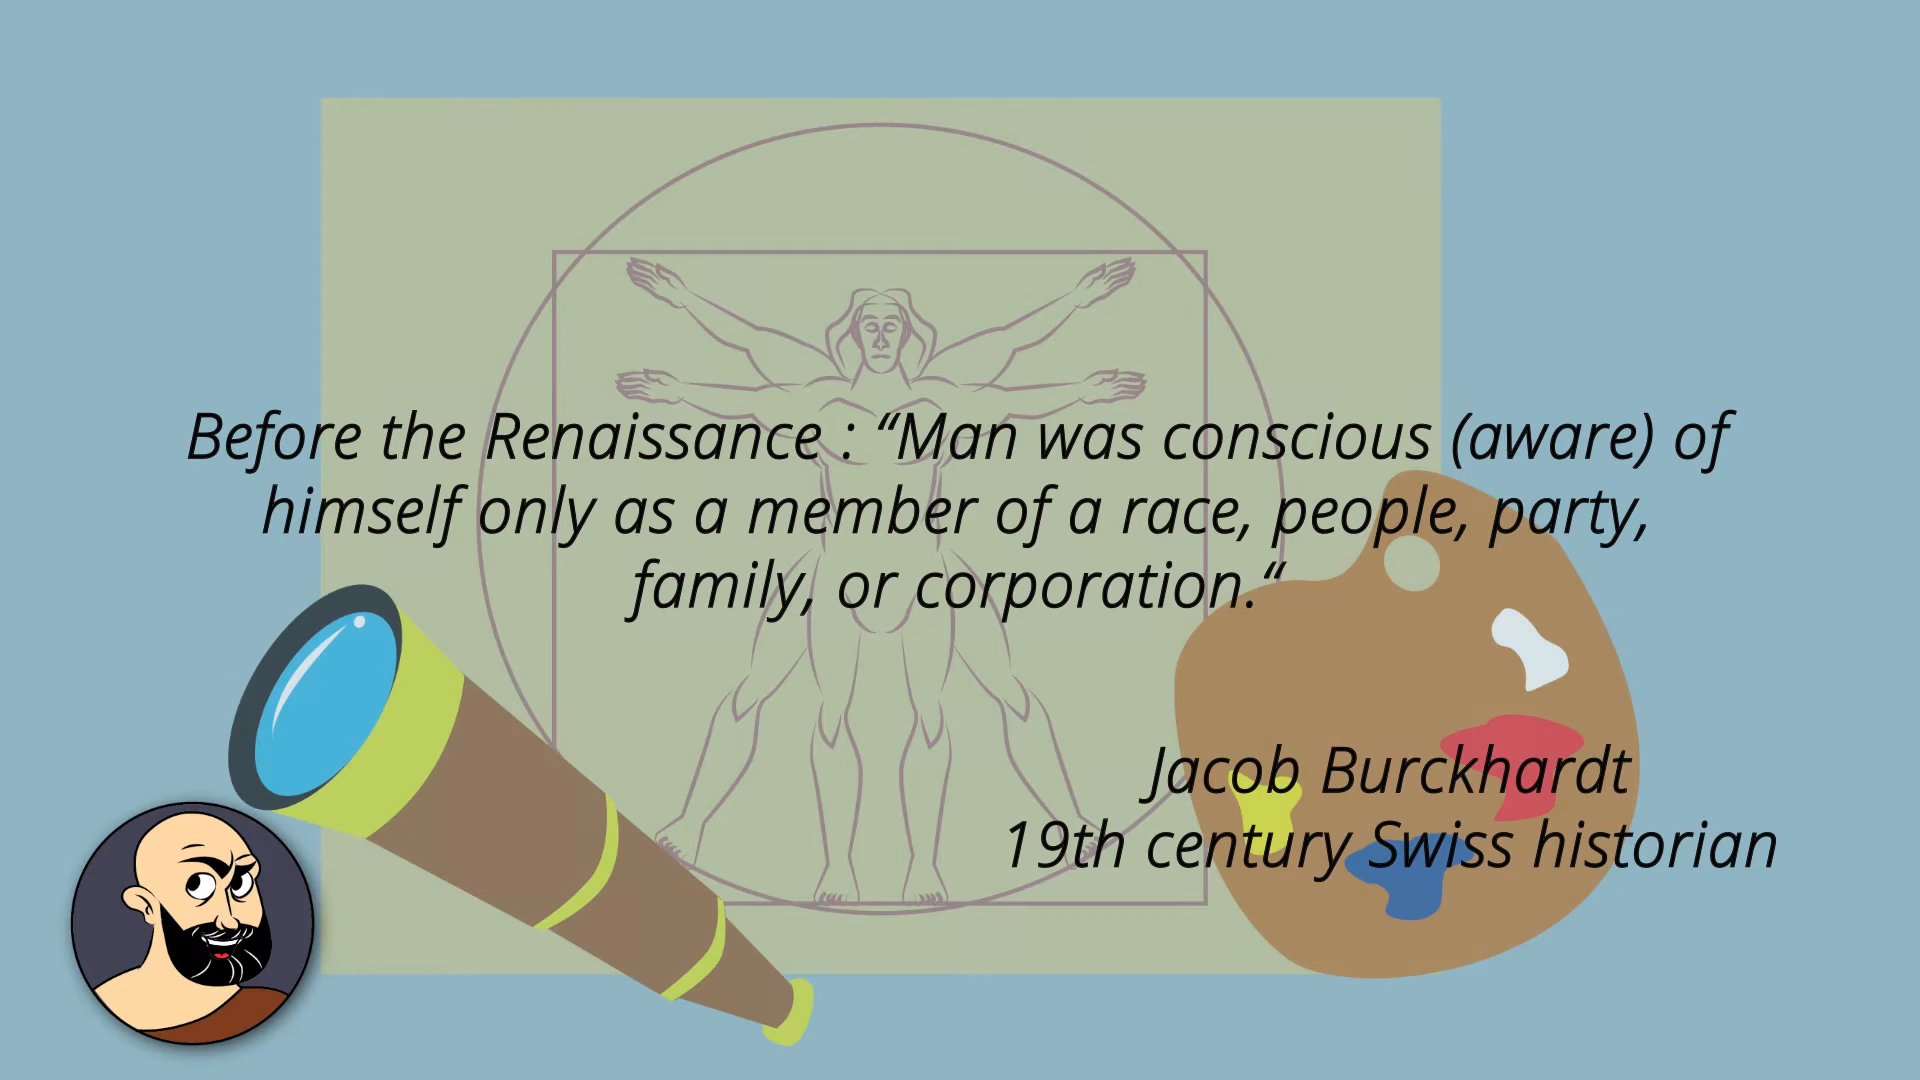 Before the Renaissance : “Man was conscious (aware) of
himself only as a member of a race, people, party,
family, or corporation.“
Jacob Burckhardt
19th century Swiss historian